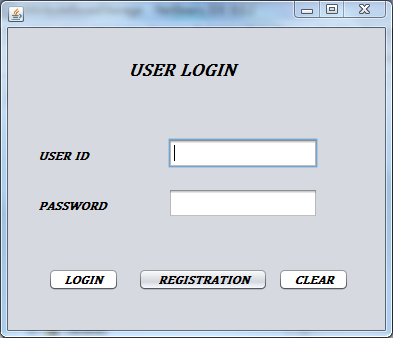 USER LOGIN
USER ID
PASSWORD
LOGIN REGISTRATION CLEAR